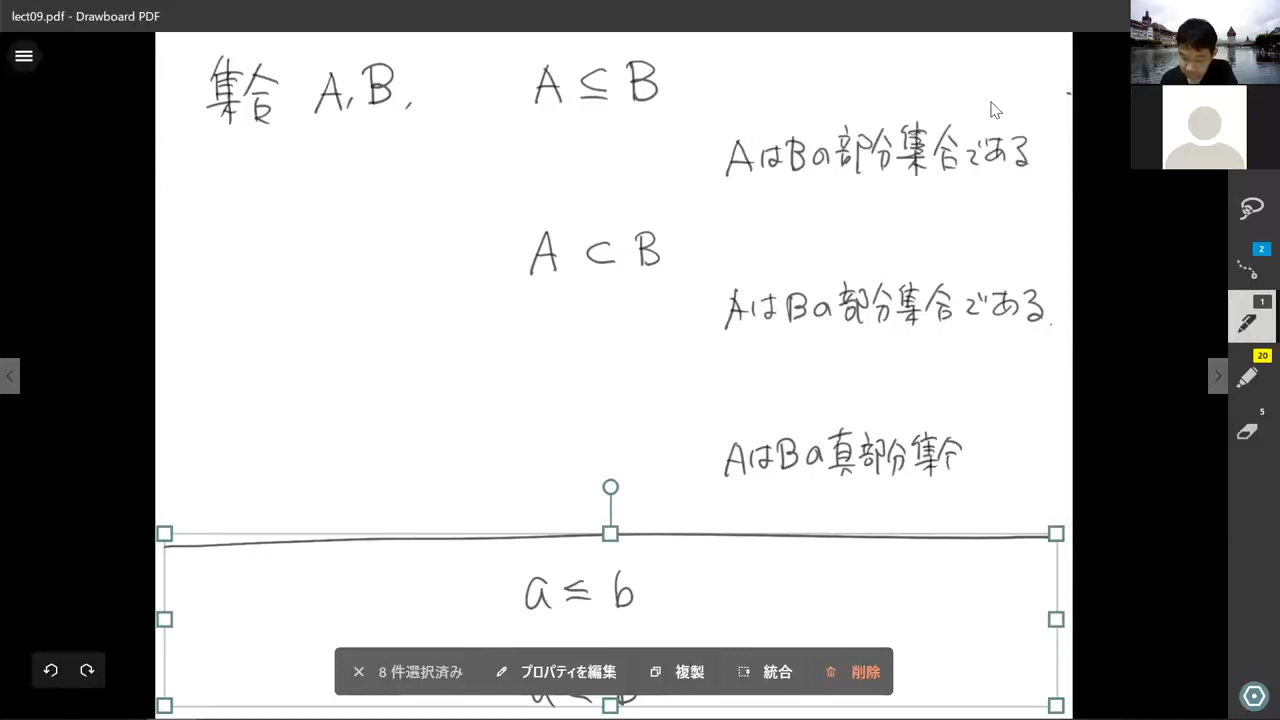 lect09.pdf - Drawboard PDF
集合 A, B, A ⊆ B
AはBの部分集合である
A ⊂ B
AはBの部分集合である.
AはBの真部分集合
a ≦ b
8 件選択済み プロパティを編集 複製 統合 削除
2
1
20
5